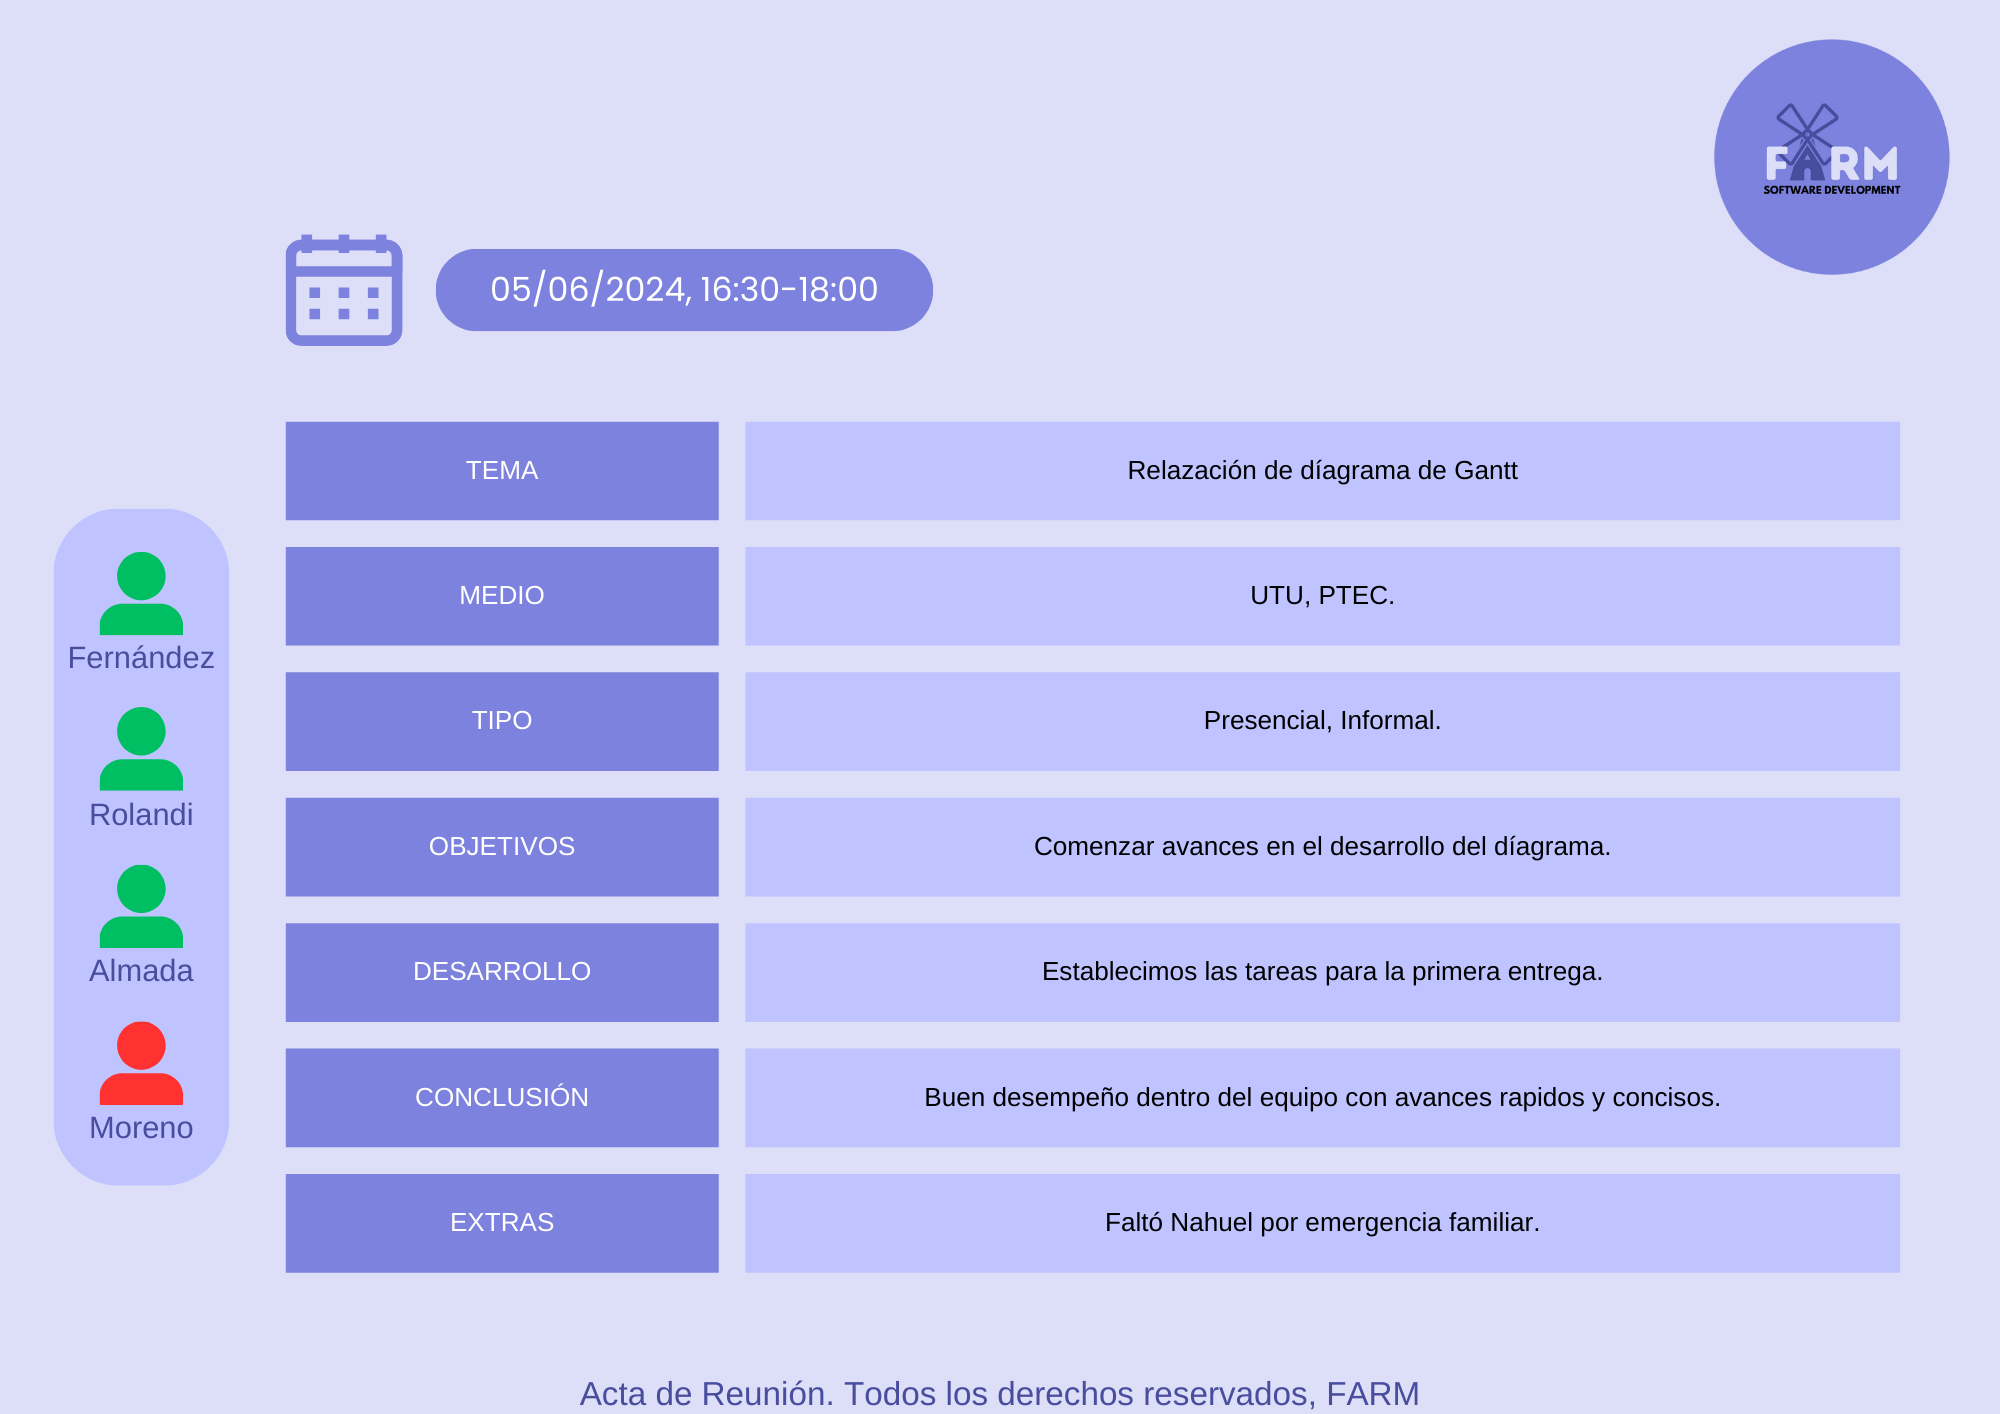 FARM
SOFTWARE DEVELOPMENT
05/06/2024, 16:30-18:00
TEMA
Relazación de díagrama de Gantt
MEDIO
UTU, PTEC.
TIPO
Presencial, Informal.
OBJETIVOS
Comenzar avances en el desarrollo del díagrama.
DESARROLLO
Establecimos las tareas para la primera entrega.
CONCLUSIÓN
Buen desempeño dentro del equipo con avances rapidos y concisos.
EXTRAS
Faltó Nahuel por emergencia familiar.
Fernández
Rolandi
Almada
Moreno
Acta de Reunión. Todos los derechos reservados, FARM